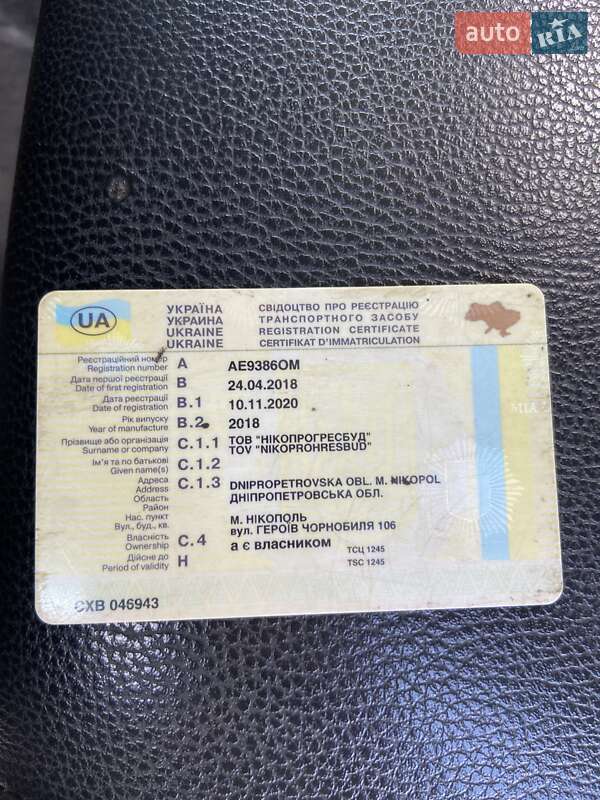 auto RIA
UA
УКРАЇНА
УКРАИНА
UKRAINE
UKRAINE
СВІДОЦТВО ПРО РЕЄСТРАЦІЮ
ТРАНСПОРТНОГО ЗАСОБУ
REGISTRATION CERTIFICATE
CERTIFIKAT D'IMMATRICULATION
Реєстраційний номер
Registration number A AE9386OM
Дата першої реєстрації
Date of first registration B 24.04.2018
Дата реєстрації
Date of registration B.1 10.11.2020
Рік випуску
Year of manufacture B.2 2018
Прізвище або організація
Surname or company C.1.1 ТОВ "НІКОПРОГРЕСБУД"
TOV "NIKOPROHRESBUD"
Ім'я та по батькові
Given name(s) C.1.2
Адреса
Address C.1.3 DNIPROPETROVSKA OBL. M. NIKOPOL
Область ДНІПРОПЕТРОВСЬКА ОБЛ.
Район
Нас. пункт М. НІКОПОЛЬ
Вул., буд., кв. вул. ГЕРОЇВ ЧОРНОБИЛЯ 106
Власність
Ownership C.4 а є власником
ТСЦ 1245
Дійсне до
Period of validity H
TSC 1245
МІА
СХВ 046943